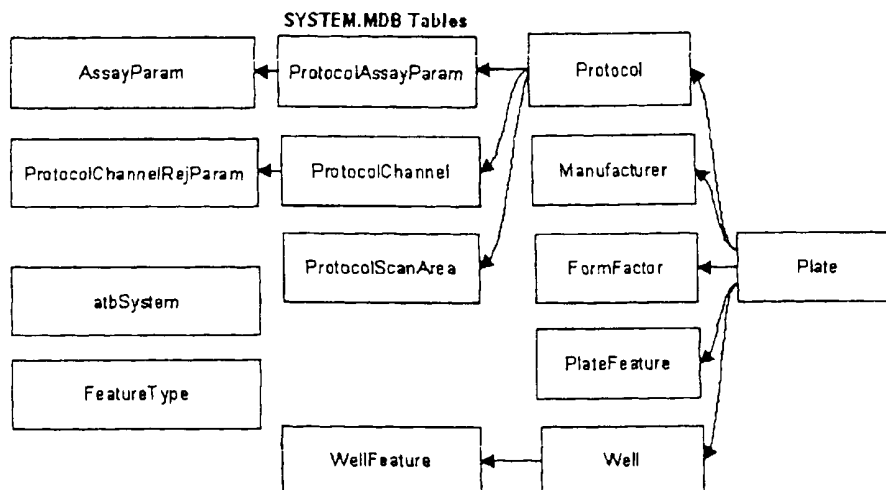 SYSTEM.MDB Tables
AssayParam
ProtocolAssayParam
Protocol
ProtocolChannelRejParam
ProtocolChannel
Manufacturer
ProtocolScanArea
FormFactor
Plate
atbSystem
PlateFeature
FeatureType
WellFeature
Well